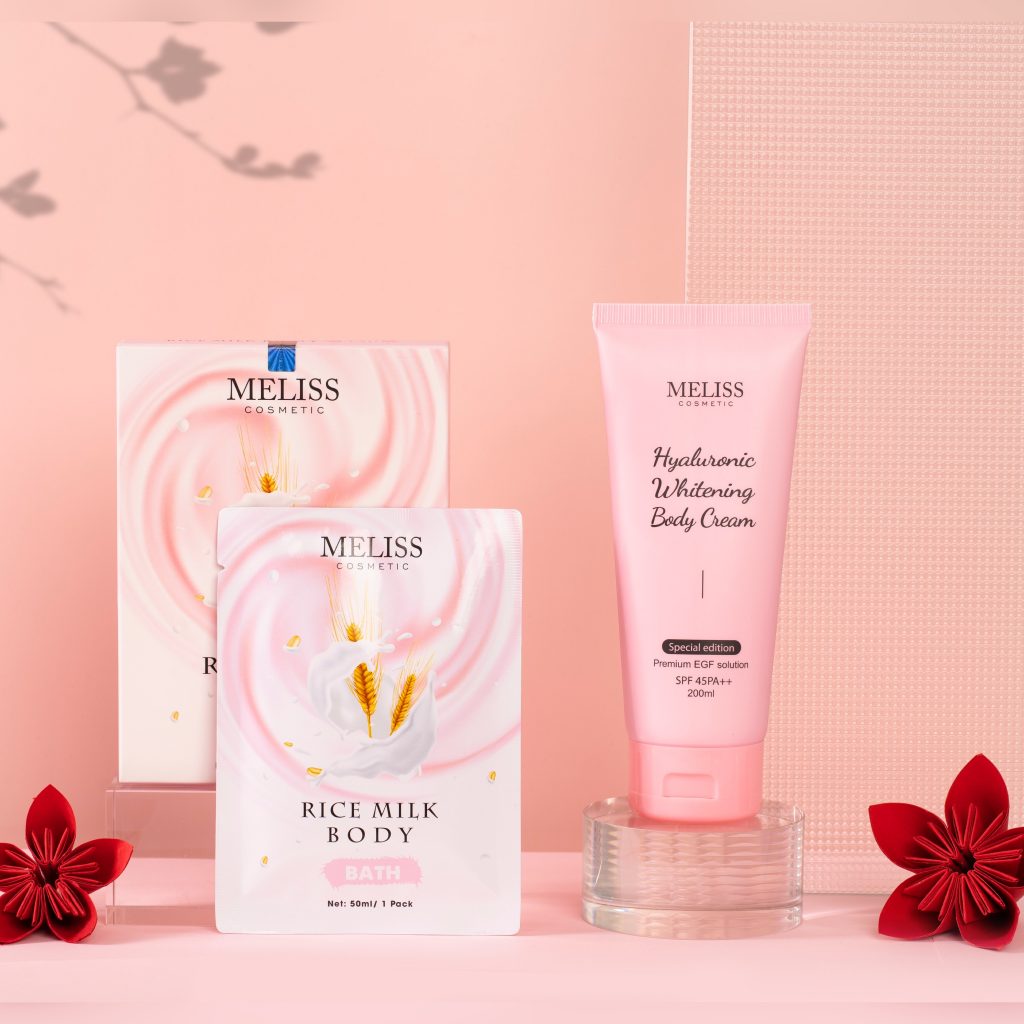 MELISS
COSMETIC
R
MELISS
COSMETIC
RICE MILK
BODY
BATH
Net: 50ml/ 1 Pack
MELISS
COSMETIC
Hyaluronic
Whitening
Body Cream
Special edition
Premium EGF solution
SPF 45PA++
200ml